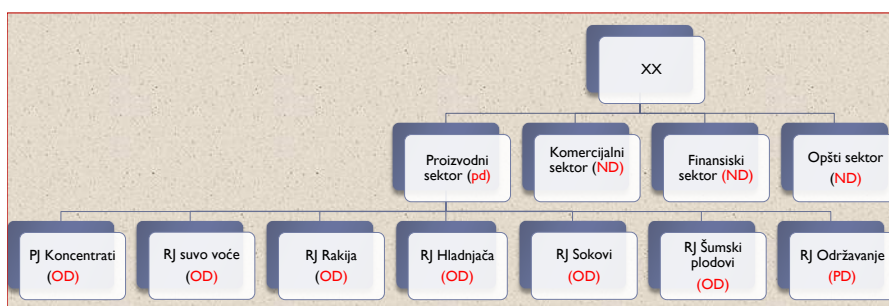 XX
Proizvodni
sektor (pd)
Komercijalni
sektor (ND)
Finansiski
sektor (ND)
Opšti sektor
(ND)
PJ Koncentrati
(OD)
RJ suvo voće
(OD)
RJ Rakija
(OD)
RJ Hladnjača
(OD)
RJ Sokovi
(OD)
RJ Šumski
plodovi
(OD)
RJ Održavanje
(PD)